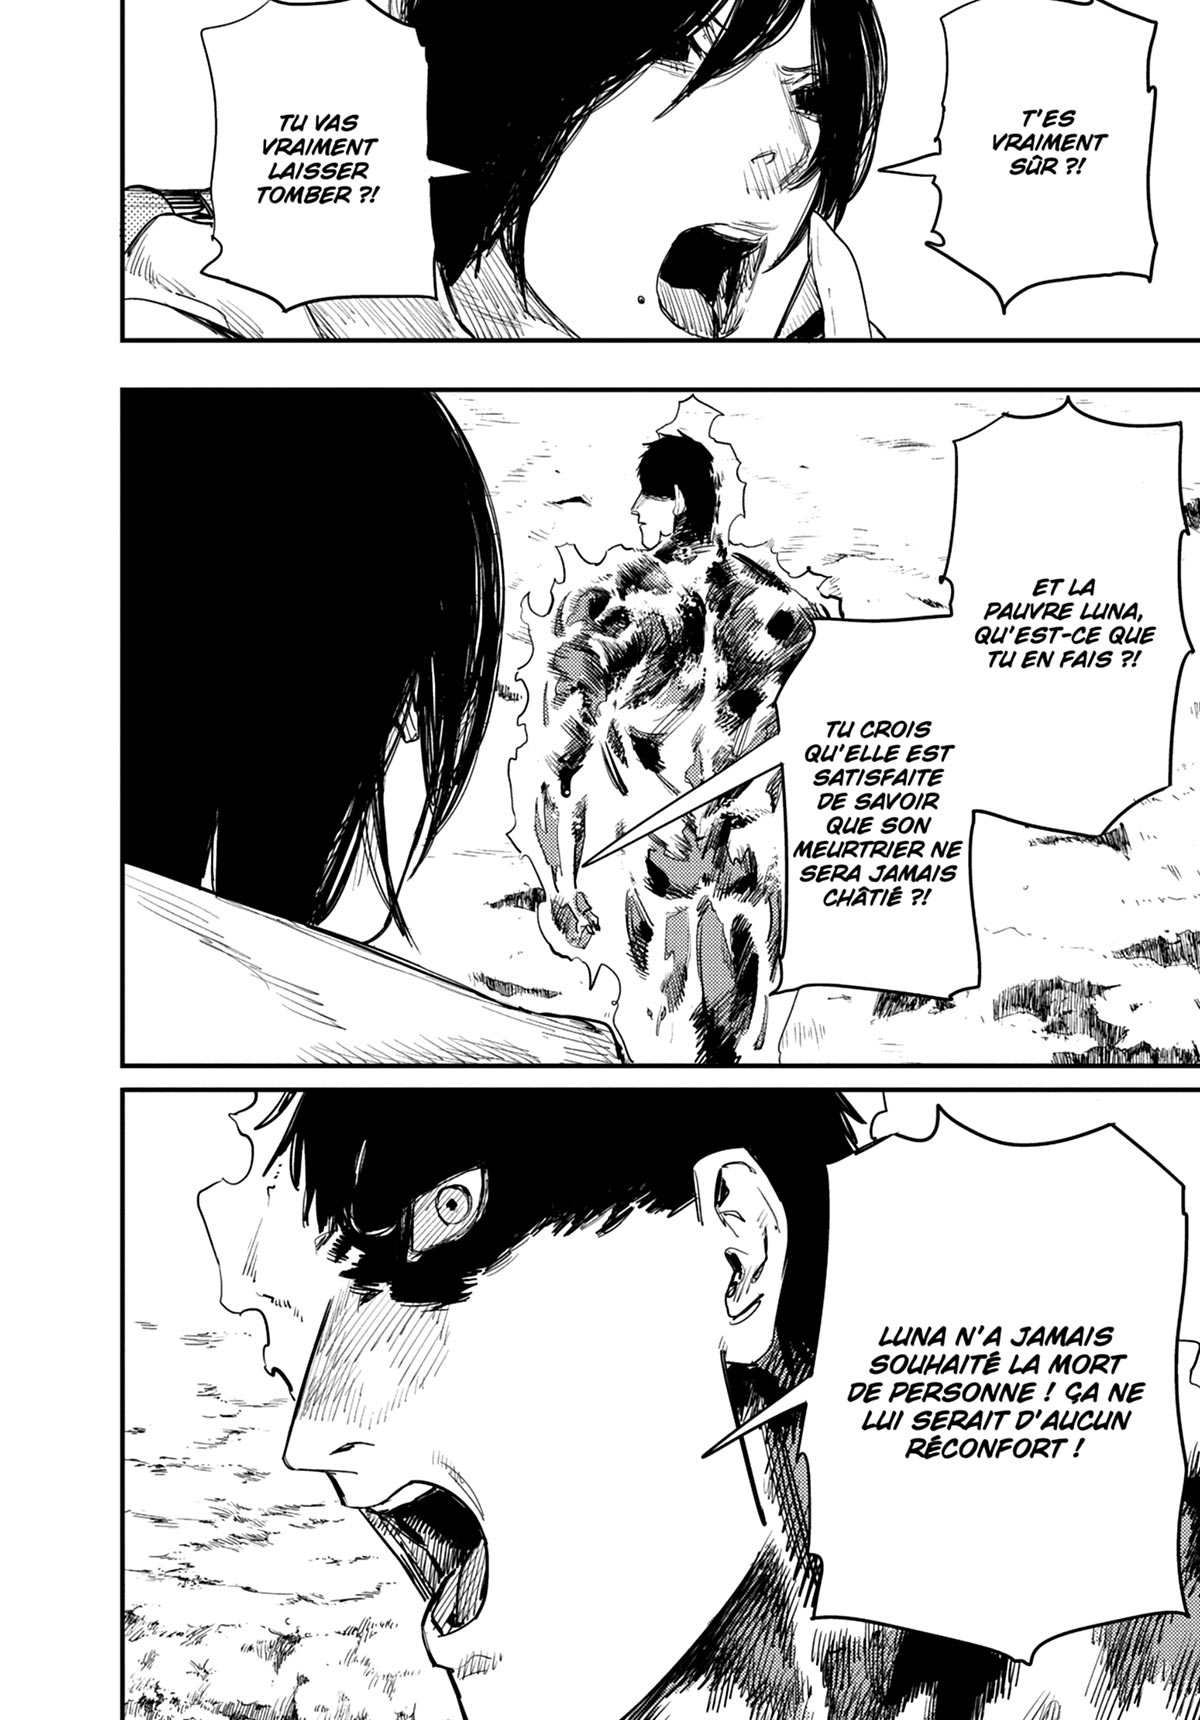 T'ES
VRAIMENT
SÛR ?!
TU VAS
VRAIMENT
LAISSER
TOMBER ?!
ET LA
PAUVRE LUNA,
QU'EST-CE QUE
TU EN FAIS ?!
TU CROIS
QU'ELLE EST
SATISFAITE
DE SAVOIR
QUE SON
MEURTRIER NE
SERA JAMAIS
CHÂTIÉ ?!
LUNA N'A JAMAIS
SOUHAITÉ LA MORT
DE PERSONNE ! ÇA NE
LUI SERAIT D'AUCUN
RÉCONFORT !